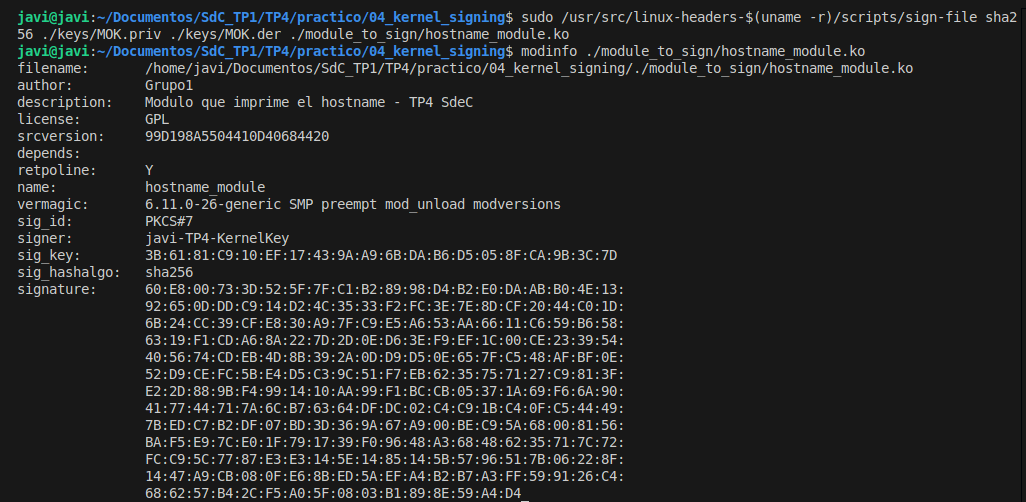 javi@javi:~/Documentos/SdC_TP1/TP4/practico/04_kernel_signing$ sudo /usr/src/linux-headers-$(uname -r)/scripts/sign-file sha2
56 ./keys/MOK.priv ./keys/MOK.der ./module_to_sign/hostname_module.ko
javi@javi:~/Documentos/SdC_TP1/TP4/practico/04_kernel_signing$ modinfo ./module_to_sign/hostname_module.ko
filename:       /home/javi/Documentos/SdC_TP1/TP4/practico/04_kernel_signing/./module_to_sign/hostname_module.ko
author:         Grupo1
description:    Modulo que imprime el hostname - TP4 SdeC
license:        GPL
srcversion:     99D198A5504410D40684420
depends:
retpoline:      Y
name:           hostname_module
vermagic:       6.11.0-26-generic SMP preempt mod_unload modversions
sig_id:         PKCS#7
signer:         javi-TP4-KernelKey
sig_key:        3B:61:81:C9:10:EF:17:43:9A:A9:6B:DA:B6:D5:05:8F:CA:9B:3C:7D
sig_hashalgo:   sha256
signature:      60:E8:00:73:3D:52:5F:7F:C1:B2:89:98:D4:B2:E0:DA:AB:B0:4E:13:
92:65:0D:DD:C9:14:D2:4C:35:33:F2:FC:3E:7E:8D:CF:20:44:C0:1D:
6B:24:CC:39:CF:E8:30:A9:7F:C9:E5:A6:53:AA:66:11:C6:59:B6:58:
63:19:F1:CD:A6:8A:22:7D:2D:0E:D6:3E:F9:EF:1C:00:CE:23:39:54:
40:56:74:CD:EB:4D:8B:39:2A:0D:D9:D5:0E:65:7F:C5:48:AF:BF:0E:
52:D9:CE:FC:5B:E4:D5:C3:9C:51:F7:EB:62:35:75:71:27:C9:81:3F:
E2:2D:88:9B:F4:99:14:10:AA:99:F1:BC:CB:05:37:1A:69:F6:6A:90:
41:77:44:71:7A:6C:B7:63:64:DF:DC:02:C4:C9:1B:C4:0F:C5:44:49:
7B:ED:C7:B2:DF:07:BD:3D:36:9A:67:A9:00:BE:C9:5A:68:00:81:56:
BA:F5:E9:7C:E0:1F:79:17:39:F0:96:48:A3:68:48:62:35:71:7C:72:
FC:C9:5C:77:87:E3:E3:14:5E:14:85:14:5B:57:96:51:7B:06:22:8F:
14:47:A9:CB:08:0F:E6:8B:ED:5A:EF:A4:B2:B7:A3:FF:59:91:26:C4:
68:62:57:B4:2C:F5:A0:5F:08:03:B1:89:8E:59:A4:D4